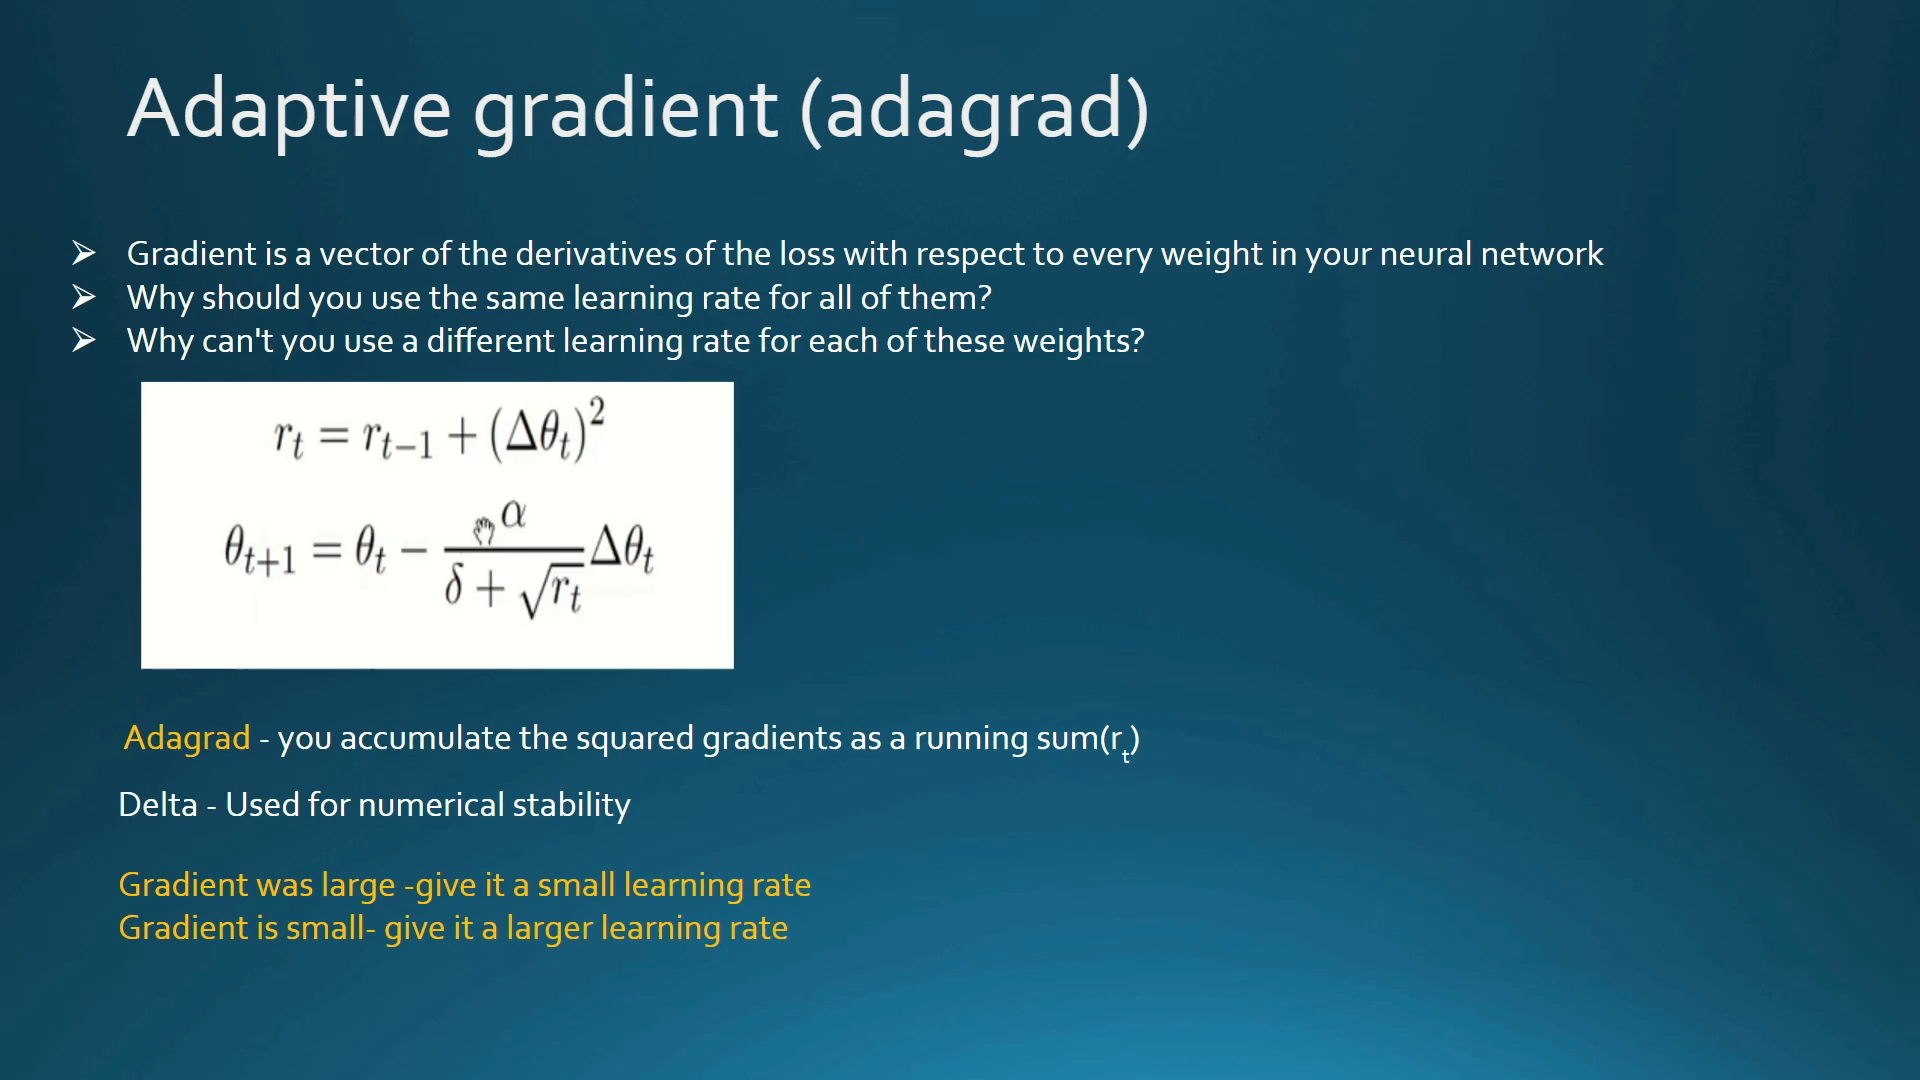 Adaptive gradient (adagrad)
➢ Gradient is a vector of the derivatives of the loss with respect to every weight in your neural network
➢ Why should you use the same learning rate for all of them?
➢ Why can't you use a different learning rate for each of these weights?
r_t = r_{t−1} + (Δθ_t)^2
θ_{t+1} = θ_t − α / (δ + √r_t) Δθ_t
Adagrad - you accumulate the squared gradients as a running sum(r_t)
Delta - Used for numerical stability
Gradient was large -give it a small learning rate
Gradient is small- give it a larger learning rate